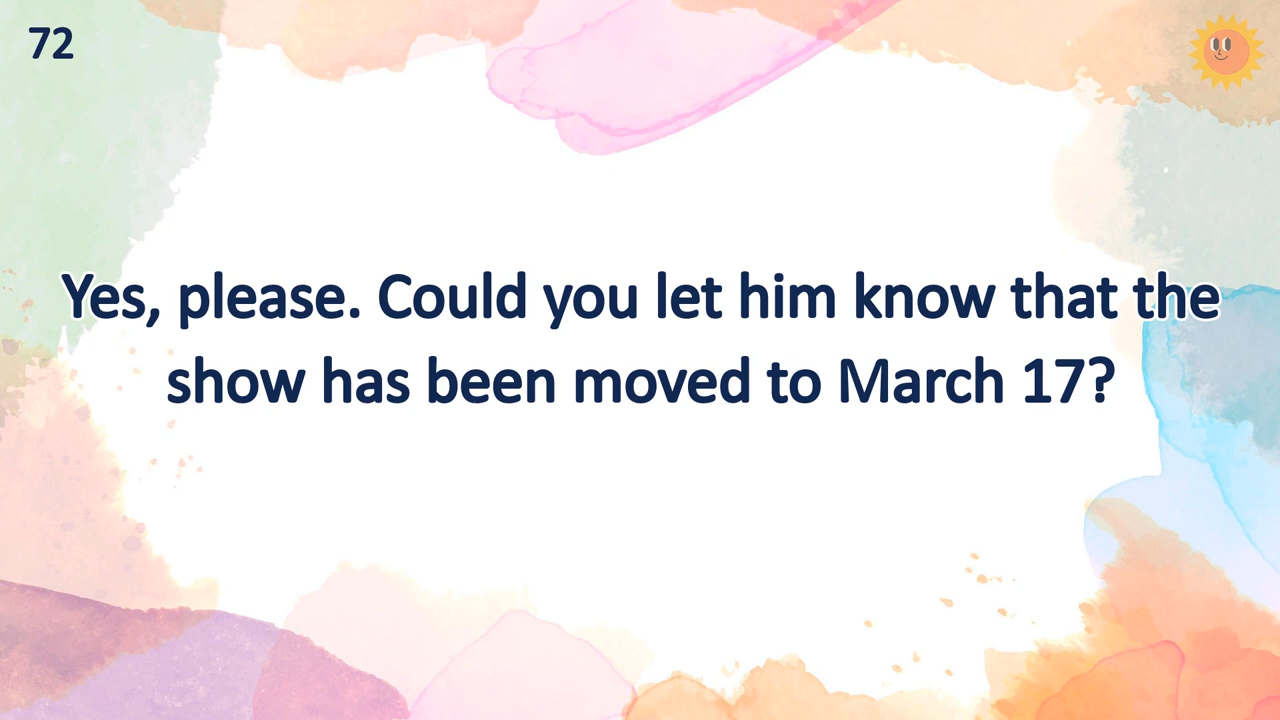 72
Yes, please. Could you let him know that the
show has been moved to March 17?